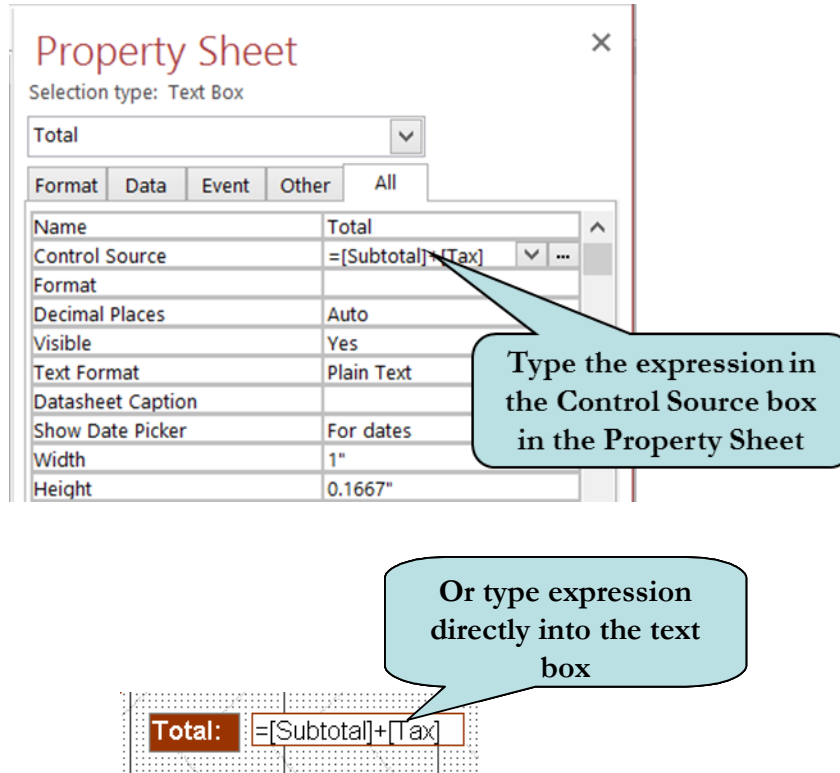 Property Sheet
Selection type: Text Box
Total
Format Data Event Other All
Name Total
Control Source =[Subtotal]+[Tax]
Format
Decimal Places Auto
Visible Yes
Text Format Plain Text
Datasheet Caption
Show Date Picker For dates
Width 1"
Height 0.1667"
Type the expression in
the Control Source box
in the Property Sheet
Or type expression
directly into the text
box
Total: =[Subtotal]+[Tax]